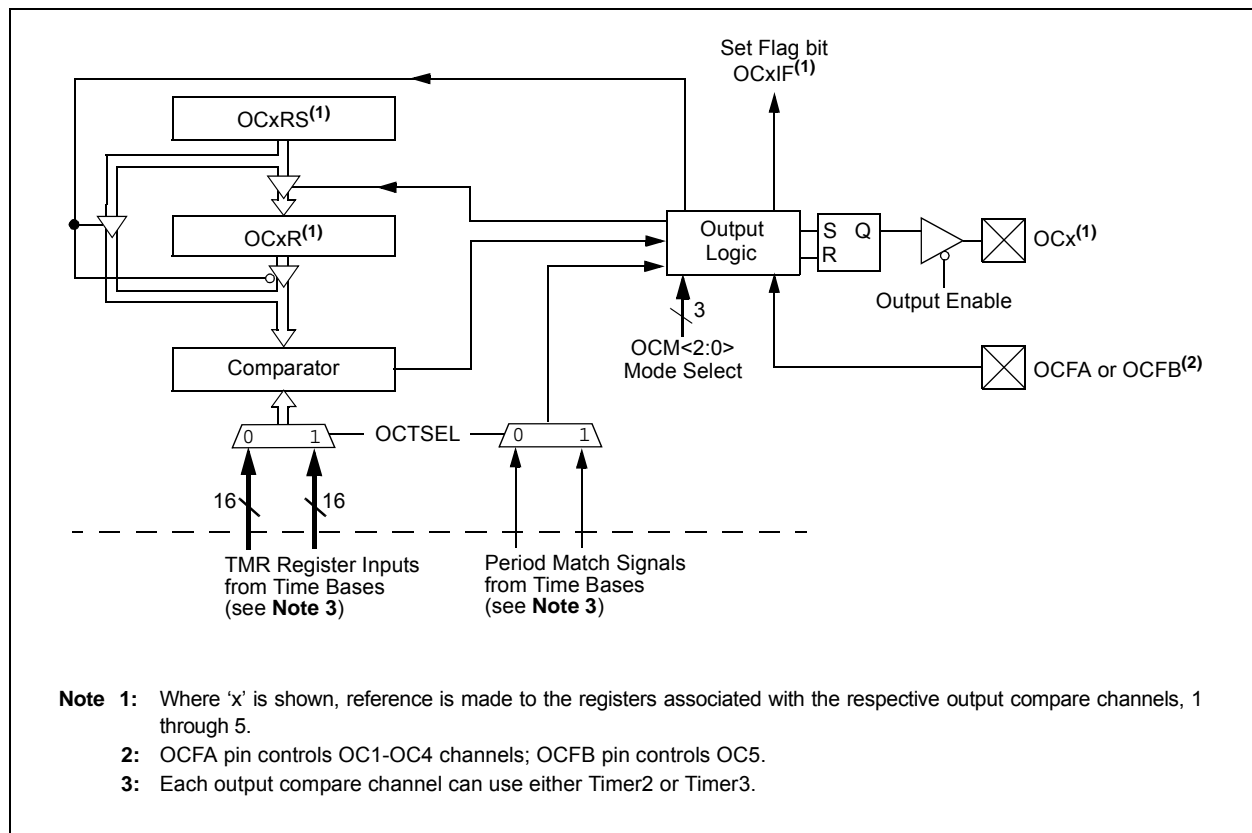 Set Flag bit
OCxIF(1)
OCxRS(1)
OCxR(1)
Output
Logic
S Q
R
OCx(1)
Output Enable
3
OCM<2:0>
Mode Select
OCFA or OCFB(2)
Comparator
0 1
OCTSEL
0 1
16
16
TMR Register Inputs
from Time Bases
(see Note 3)
Period Match Signals
from Time Bases
(see Note 3)
Note 1: Where ‘x’ is shown, reference is made to the registers associated with the respective output compare channels, 1
through 5.
2: OCFA pin controls OC1-OC4 channels; OCFB pin controls OC5.
3: Each output compare channel can use either Timer2 or Timer3.